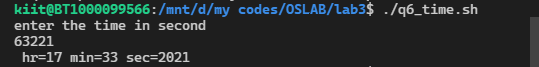 kiit@BT1000099566:/mnt/d/my codes/OSLAB/lab3$ ./q6_time.sh
enter the time in second
63221
hr=17 min=33 sec=2021